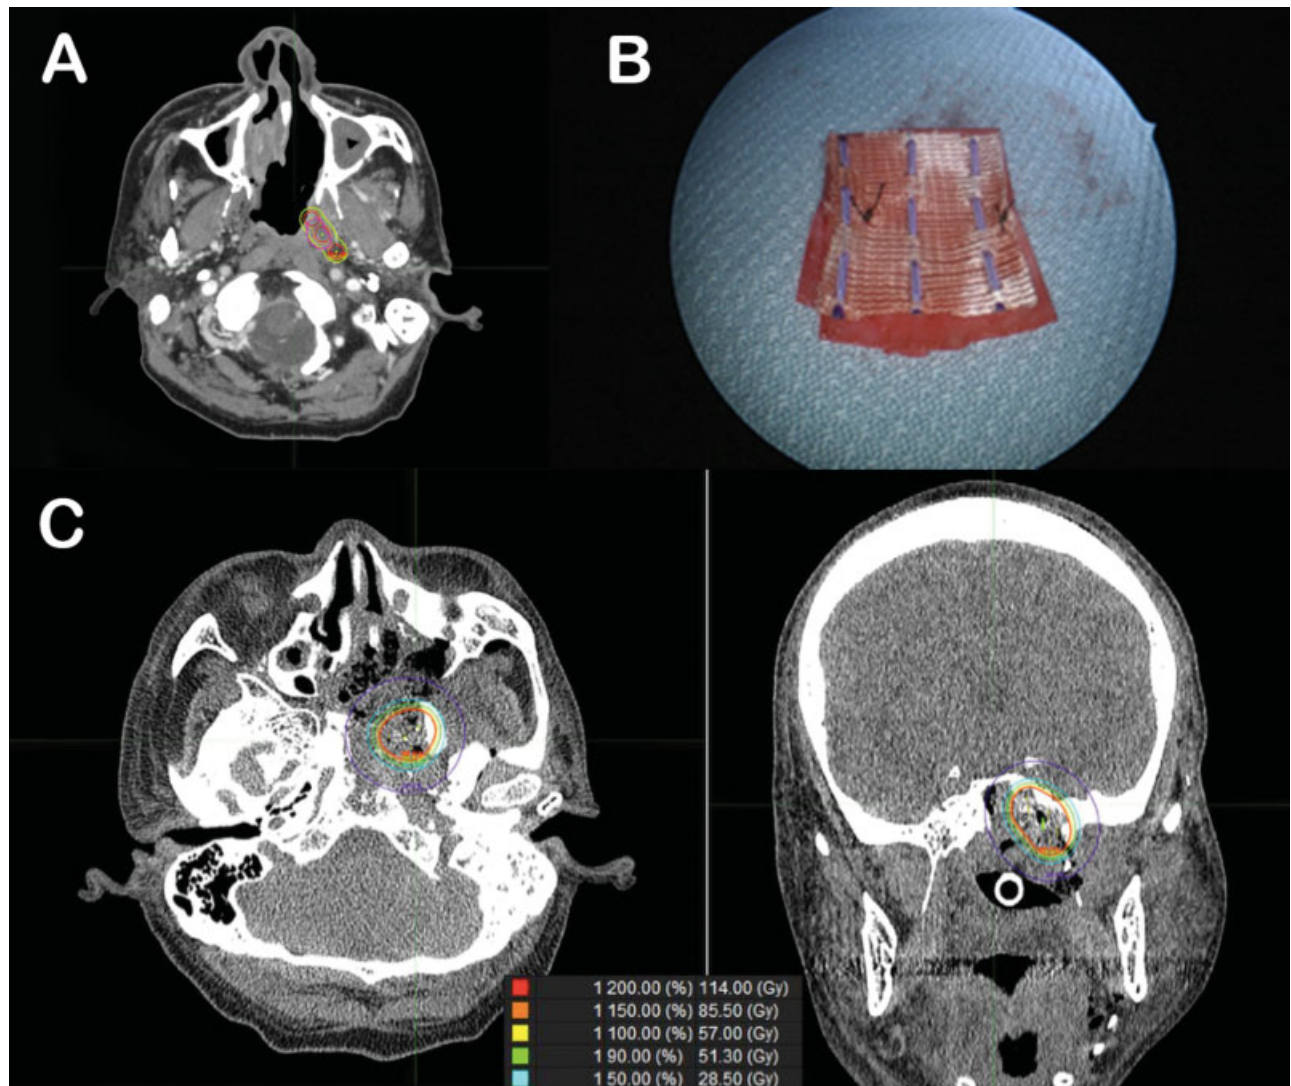 A
B
C
1 200.00 (%) 114.00 (Gy)
1 150.00 (%) 85.50 (Gy)
1 100.00 (%) 57.00 (Gy)
1 90.00 (%) 51.30 (Gy)
1 50.00 (%) 28.50 (Gy)